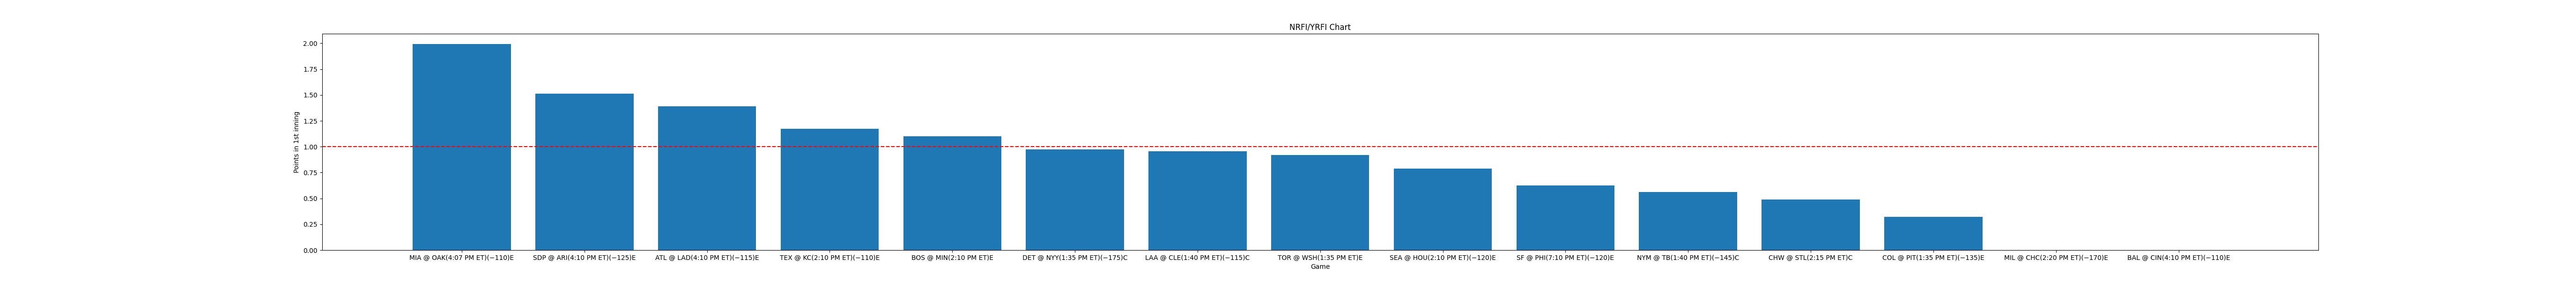 NRFI/YRFI Chart
Points in 1st inning
2.00
1.75
1.50
1.25
1.00
0.75
0.50
0.25
0.00
MIA @ OAK(4:07 PM ET)(−110)E
SDP @ ARI(4:10 PM ET)(−125)E
ATL @ LAD(4:10 PM ET)(−115)E
TEX @ KC(2:10 PM ET)(−110)E
BOS @ MIN(2:10 PM ET)E
DET @ NYY(1:35 PM ET)(−175)C
LAA @ CLE(1:40 PM ET)(−115)C
TOR @ WSH(1:35 PM ET)E
SEA @ HOU(2:10 PM ET)(−120)E
SF @ PHI(7:10 PM ET)(−120)E
NYM @ TB(1:40 PM ET)(−145)C
CHW @ STL(2:15 PM ET)C
COL @ PIT(1:35 PM ET)(−135)E
MIL @ CHC(2:20 PM ET)(−170)E
BAL @ CIN(4:10 PM ET)(−110)E
Game